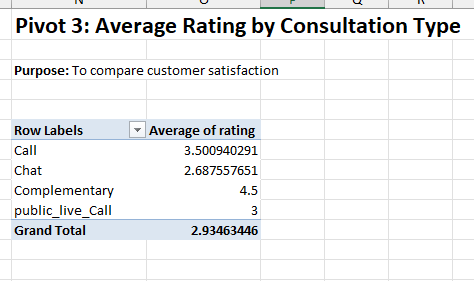 Pivot 3: Average Rating by Consultation Type
Purpose: To compare customer satisfaction
Row Labels Average of rating
Call 3.500940291
Chat 2.687557651
Complementary 4.5
public_live_Call 3
Grand Total 2.93463446